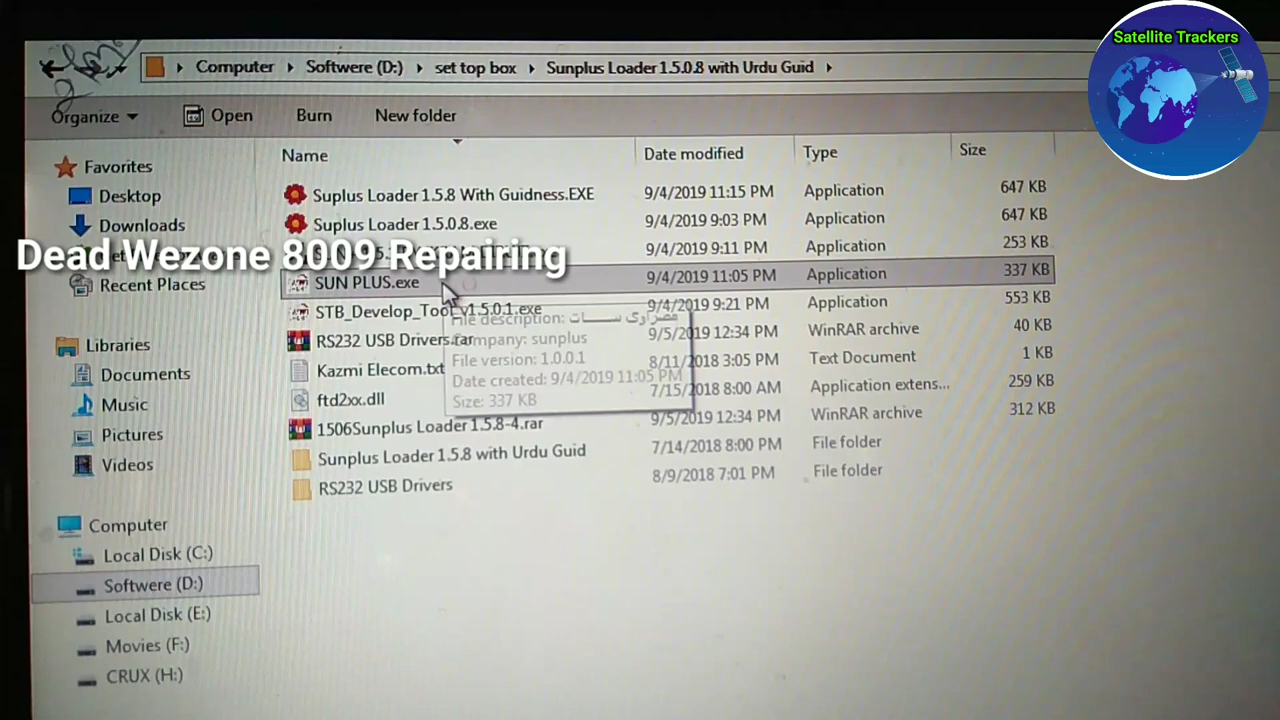 Satellite Trackers
Computer Softwere (D:) set top box Sunplus Loader 1.5.0.8 with Urdu Guid
Organize Open Burn New folder
Name Date modified Type Size
Favorites
Desktop
Downloads
Recent Places
Libraries
Documents
Music
Pictures
Videos
Computer
Local Disk (C:)
Softwere (D:)
Local Disk (E:)
Movies (F:)
CRUX (H:)
Suplus Loader 1.5.8 With Guidness.EXE 9/4/2019 11:15 PM Application 647 KB
Suplus Loader 1.5.0.8.exe 9/4/2019 9:03 PM Application 647 KB
9/4/2019 9:11 PM Application 253 KB
Dead Wezone 8009 Repairing
SUN PLUS.exe 9/4/2019 11:05 PM Application 337 KB
STB_Develop_Tool_v1.5.0.1.exe 9/4/2019 9:21 PM Application 553 KB
RS232 USB Drivers.rar 9/5/2019 12:34 PM WinRAR archive 40 KB
Kazmi Elecom.txt 8/11/2018 3:05 PM Text Document 1 KB
ftd2xx.dll 7/15/2018 8:00 AM Application extens... 259 KB
1506Sunplus Loader 1.5.8-4.rar 9/5/2019 12:34 PM WinRAR archive 312 KB
Sunplus Loader 1.5.8 with Urdu Guid 7/14/2018 8:00 PM File folder
RS232 USB Drivers 8/9/2018 7:01 PM File folder
File description:
Company: sunplus
File version: 1.0.0.1
Date created: 9/4/2019 11:05 PM
Size: 337 KB